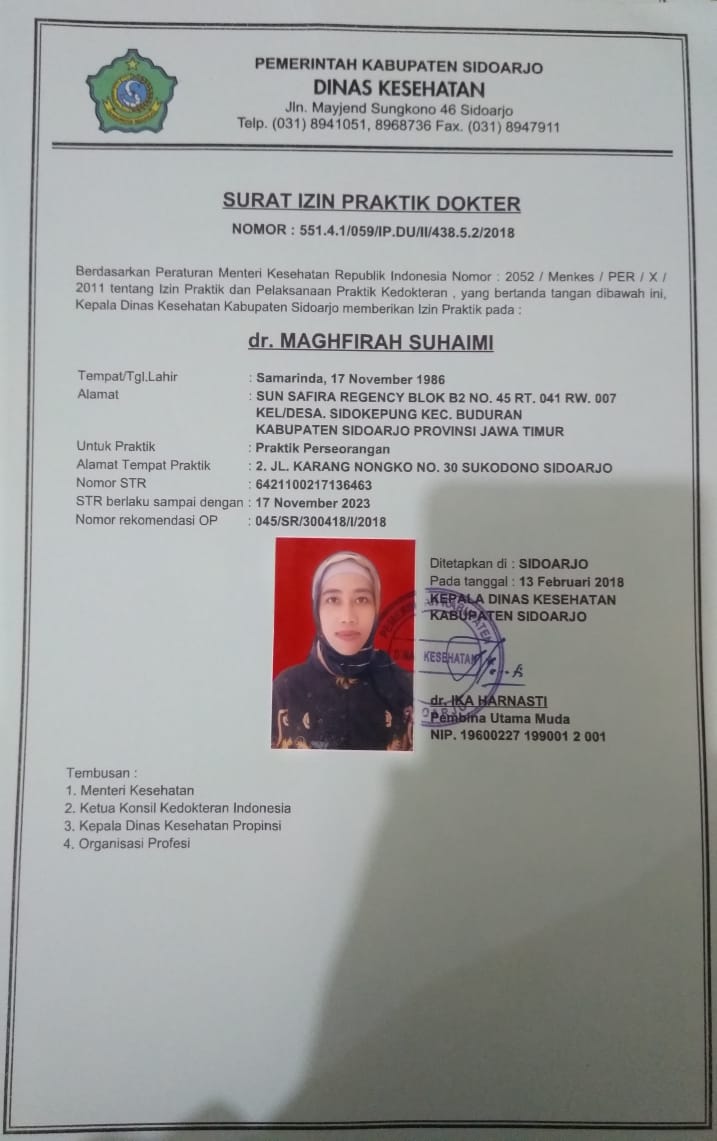 PEMERINTAH KABUPATEN SIDOARJO
DINAS KESEHATAN
Jln. Mayjend Sungkono 46 Sidoarjo
Telp. (031) 8941051, 8968736 Fax. (031) 8947911
SURAT IZIN PRAKTIK DOKTER
NOMOR : 551.4.1/059/IP.DU/II/438.5.2/2018
Berdasarkan Peraturan Menteri Kesehatan Republik Indonesia Nomor : 2052 / Menkes / PER / X /
2011 tentang Izin Praktik dan Pelaksanaan Praktik Kedokteran , yang bertanda tangan dibawah ini,
Kepala Dinas Kesehatan Kabupaten Sidoarjo memberikan Izin Praktik pada :
dr. MAGHFIRAH SUHAIMI
Tempat/Tgl.Lahir : Samarinda, 17 November 1986
Alamat : SUN SAFIRA REGENCY BLOK B2 NO. 45 RT. 041 RW. 007
KEL/DESA. SIDOKEPUNG KEC. BUDURAN
KABUPATEN SIDOARJO PROVINSI JAWA TIMUR
Untuk Praktik : Praktik Perseorangan
Alamat Tempat Praktik : 2. JL. KARANG NONGKO NO. 30 SUKODONO SIDOARJO
Nomor STR : 6421100217136463
STR berlaku sampai dengan : 17 November 2023
Nomor rekomendasi OP : 045/SR/300418/I/2018
Ditetapkan di : SIDOARJO
Pada tanggal : 13 Februari 2018
KEPALA DINAS KESEHATAN
KABUPATEN SIDOARJO
KESEHATAN
dr. IKA HARNASTI
Pembina Utama Muda
NIP. 19600227 199001 2 001
Tembusan :
1. Menteri Kesehatan
2. Ketua Konsil Kedokteran Indonesia
3. Kepala Dinas Kesehatan Propinsi
4. Organisasi Profesi